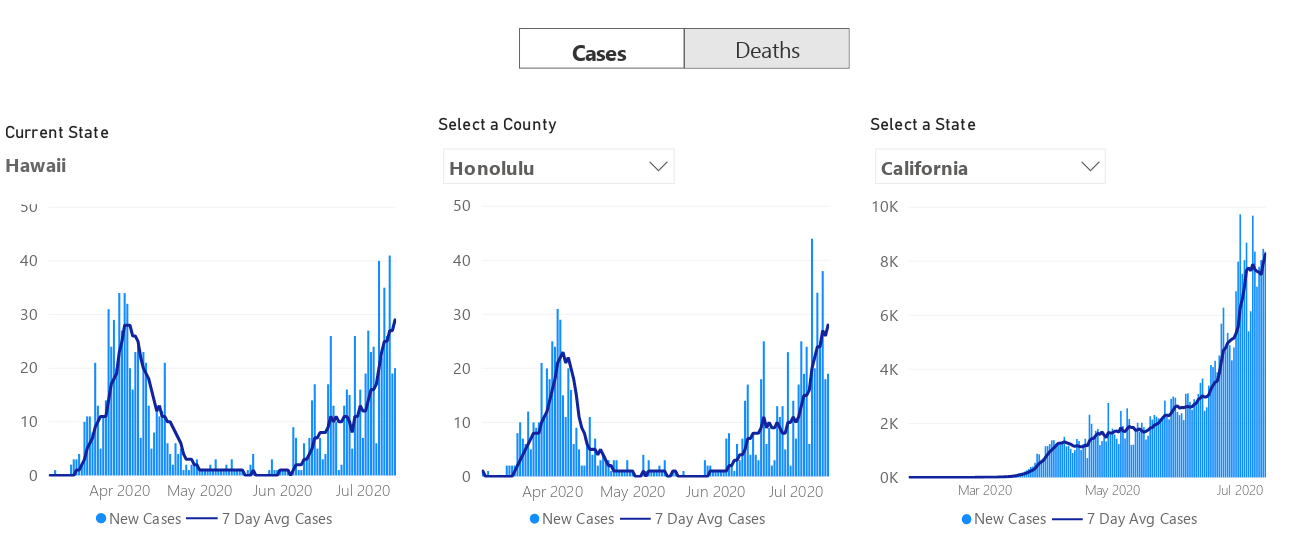 Cases Deaths
Current State
Hawaii
50
40
30
20
10
0
Apr 2020 May 2020 Jun 2020 Jul 2020
New Cases 7 Day Avg Cases
Select a County
Honolulu
50
40
30
20
10
0
Apr 2020 May 2020 Jun 2020 Jul 2020
New Cases 7 Day Avg Cases
Select a State
California
10K
8K
6K
4K
2K
0K
Mar 2020 May 2020 Jul 2020
New Cases 7 Day Avg Cases